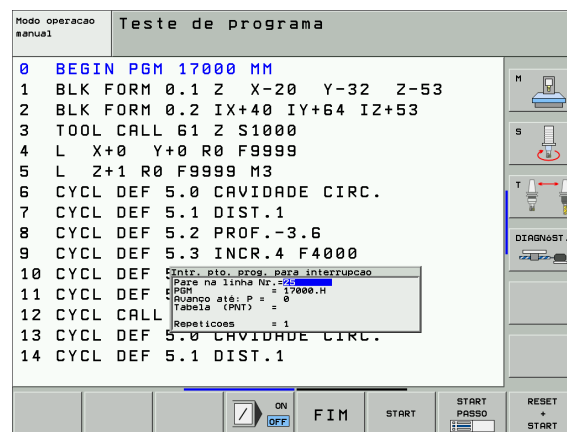 Modo operacao
manual
Teste de programa
0 BEGIN PGM 17000 MM
1 BLK FORM 0.1 Z X-20 Y-32 Z-53
2 BLK FORM 0.2 IX+40 IY+64 IZ+53
3 TOOL CALL 61 Z S1000
4 L X+0 Y+0 R0 F9999
5 L Z+1 R0 F9999 M3
6 CYCL DEF 5.0 CAVIDADE CIRC.
7 CYCL DEF 5.1 DIST.1
8 CYCL DEF 5.2 PROF.-3.6
9 CYCL DEF 5.3 INCR.4 F4000
10 CYCL DEF
11 CYCL DEF
12 CYCL CALL
13 CYCL DEF 5.0 CAVIDADE CIRC.
14 CYCL DEF 5.1 DIST.1
Intr. pto. prog. para interrupcao
Pare na linha Nr.=25
PGM = 17000.H
Avanço até: P = 0
Tabela (PNT) =
Repeticoes = 1
M
S
T
DIAGNóST.
ON
OFF
FIM
START
START
PASSO
RESET
+
START